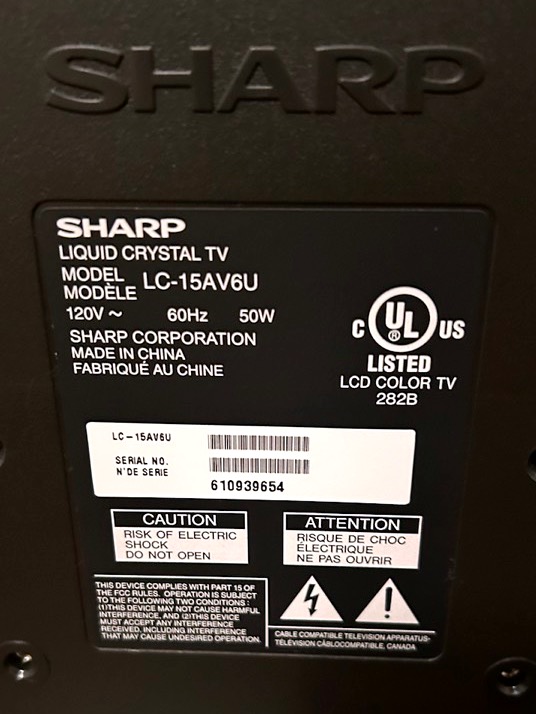 SHARP
SHARP
LIQUID CRYSTAL TV
MODEL
MODÈLE LC-15AV6U
120V ~ 60Hz 50W
SHARP CORPORATION
MADE IN CHINA
FABRIQUÉ AU CHINE
C UL ® US
LISTED
LCD COLOR TV
282B
LC-15AV6U
SERIAL NO.
N'DE SERIE
610939654
CAUTION
RISK OF ELECTRIC
SHOCK
DO NOT OPEN
ATTENTION
RISQUE DE CHOC
ÉLECTRIQUE
NE PAS OUVRIR
THIS DEVICE COMPLIES WITH PART 15 OF
THE FCC RULES. OPERATION IS SUBJECT
TO THE FOLLOWING TWO CONDITIONS :
(1)THIS DEVICE MAY NOT CAUSE HARMFUL
INTERFERENCE, AND (2)THIS DEVICE
MUST ACCEPT ANY INTERFERENCE
RECEIVED, INCLUDING INTERFERENCE
THAT MAY CAUSE UNDESIRED OPERATION.
CABLE COMPATIBLE TELEVISION APPARATUS-
TÉLÉVISION CÂBLOCOMPATIBLE, CANADA